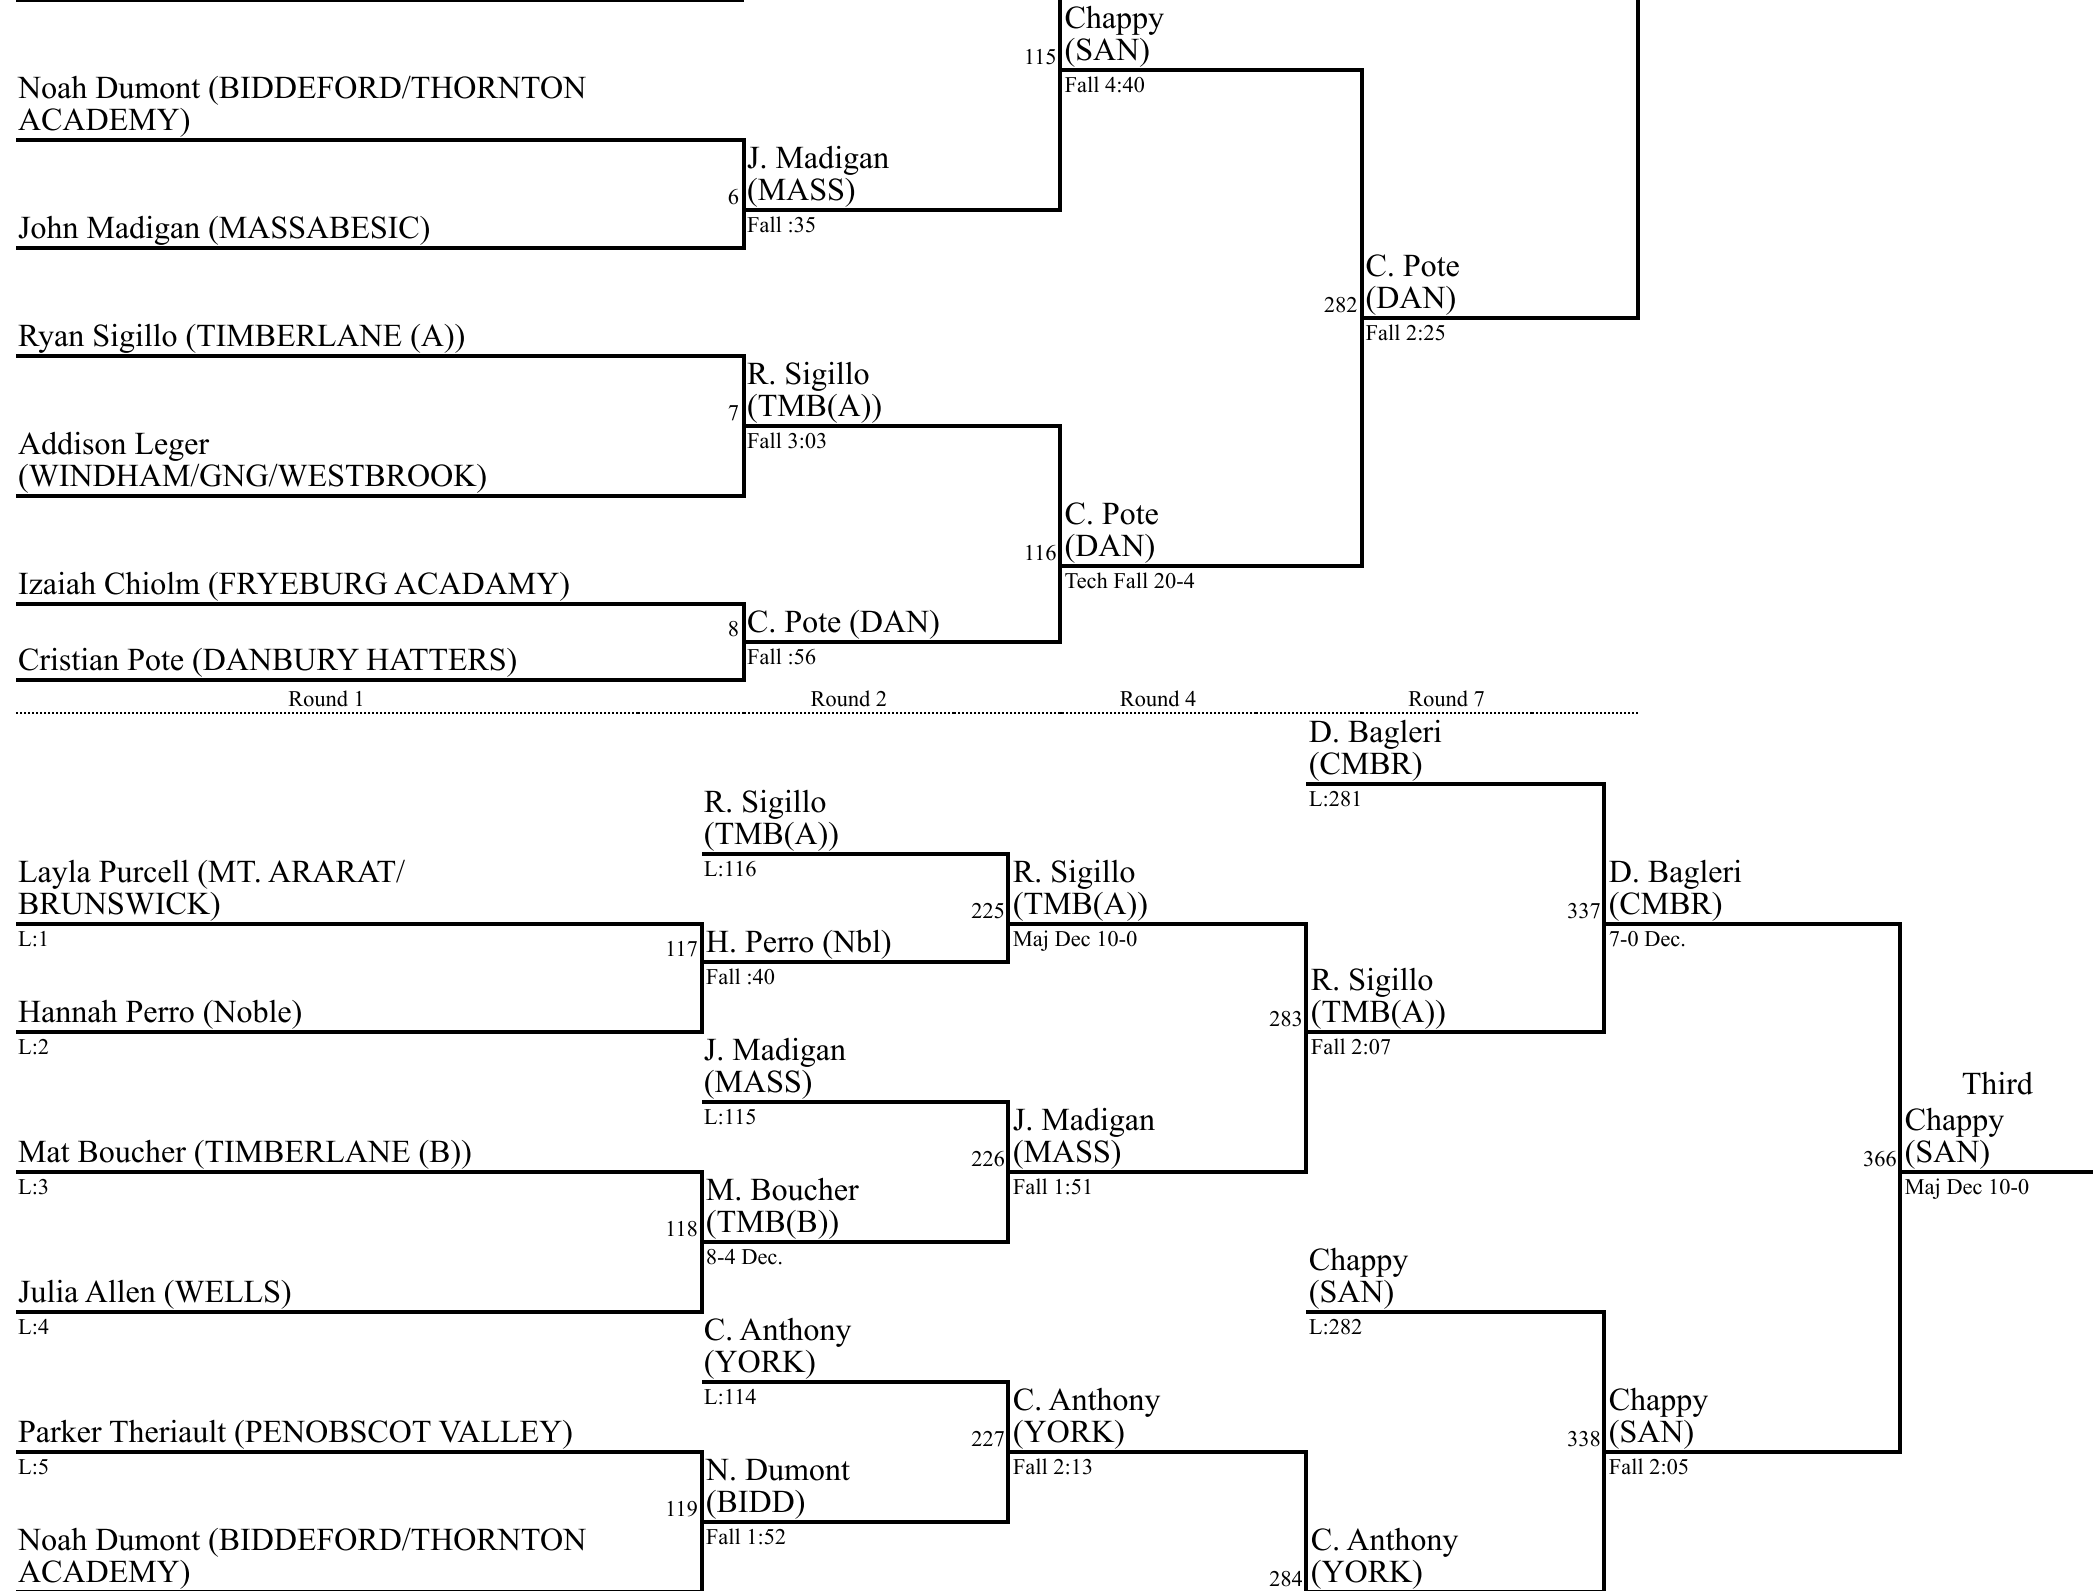 Chappy
(SAN)
115
Fall 4:40
Noah Dumont (BIDDEFORD/THORNTON
ACADEMY)
J. Madigan
(MASS)
6
Fall :35
John Madigan (MASSABESIC)
C. Pote
(DAN)
282
Fall 2:25
Ryan Sigillo (TIMBERLANE (A))
R. Sigillo
(TMB(A))
7
Fall 3:03
Addison Leger
(WINDHAM/GNG/WESTBROOK)
C. Pote
(DAN)
116
Tech Fall 20-4
Izaiah Chiolm (FRYEBURG ACADAMY)
8
C. Pote (DAN)
Fall :56
Cristian Pote (DANBURY HATTERS)
Round 1 Round 2 Round 4 Round 7
D. Bagleri
(CMBR)
L:281
R. Sigillo
(TMB(A))
L:116
Layla Purcell (MT. ARARAT/
BRUNSWICK)
L:1
R. Sigillo
(TMB(A))
225
Maj Dec 10-0
D. Bagleri
(CMBR)
337
7-0 Dec.
117
H. Perro (Nbl)
Fall :40
Hannah Perro (Noble)
L:2
R. Sigillo
(TMB(A))
283
Fall 2:07
J. Madigan
(MASS)
L:115
Third
Chappy
(SAN)
366
Maj Dec 10-0
Mat Boucher (TIMBERLANE (B))
L:3
J. Madigan
(MASS)
226
Fall 1:51
M. Boucher
(TMB(B))
118
8-4 Dec.
Julia Allen (WELLS)
L:4
Chappy
(SAN)
L:282
C. Anthony
(YORK)
L:114
Parker Theriault (PENOBSCOT VALLEY)
L:5
C. Anthony
(YORK)
227
Fall 2:13
Chappy
(SAN)
338
Fall 2:05
N. Dumont
(BIDD)
119
Fall 1:52
Noah Dumont (BIDDEFORD/THORNTON
ACADEMY)
C. Anthony
(YORK)
284